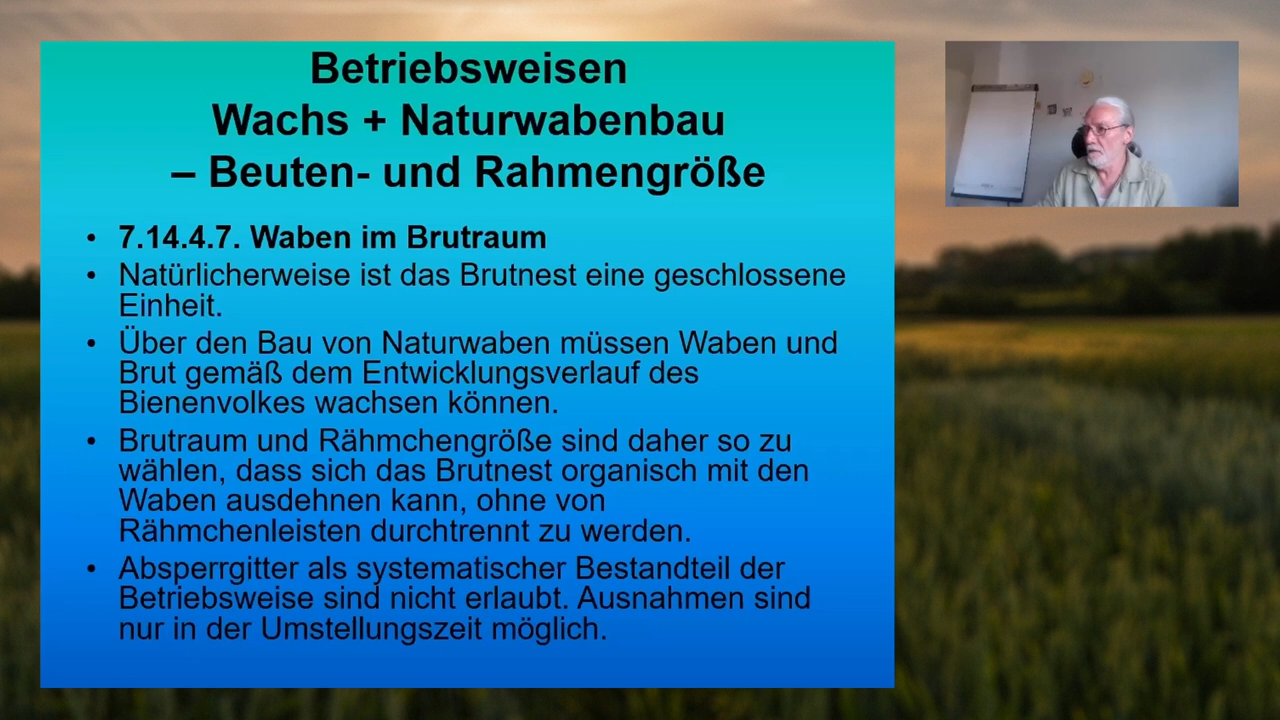 Betriebsweisen
Wachs + Naturwabenbau
– Beuten- und Rahmengröße
• 7.14.4.7. Waben im Brutraum
• Natürlicherweise ist das Brutnest eine geschlossene
Einheit.
• Über den Bau von Naturwaben müssen Waben und
Brut gemäß dem Entwicklungsverlauf des
Bienenvolkes wachsen können.
• Brutraum und Rähmchengröße sind daher so zu
wählen, dass sich das Brutnest organisch mit den
Waben ausdehnen kann, ohne von
Rähmchenleisten durchtrennt zu werden.
• Absperrgitter als systematischer Bestandteil der
Betriebsweise sind nicht erlaubt. Ausnahmen sind
nur in der Umstellungszeit möglich.